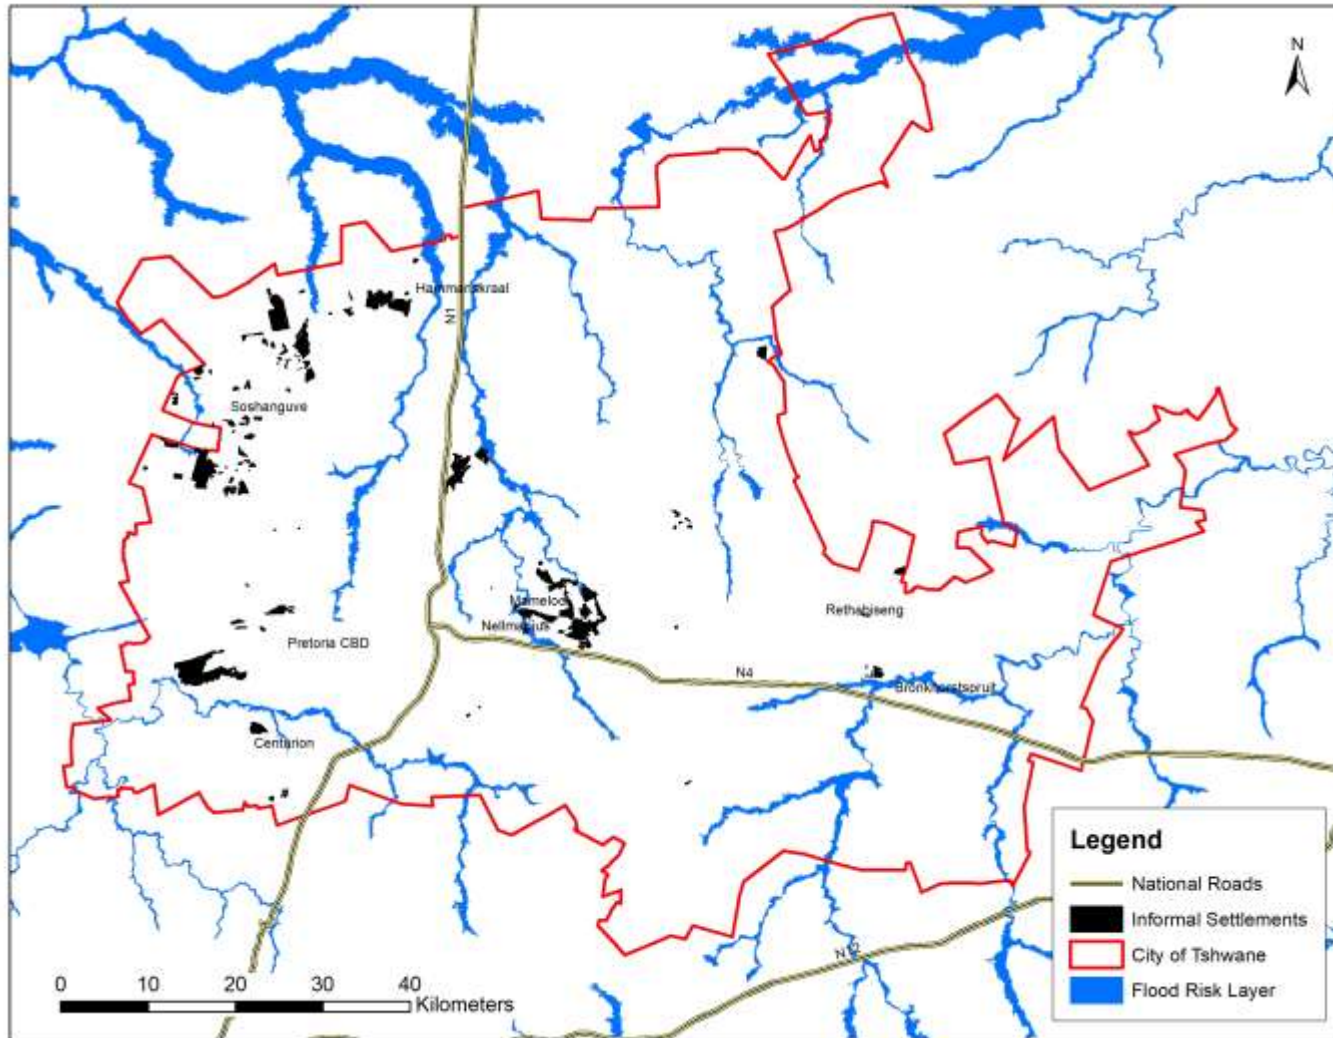 N
Hammanskraal
N1
Soshanguve
Mamelodi
Nellmapius
Rethabiseng
Pretoria CBD
N4
Bronkhorstspruit
Centurion
Legend
National Roads
Informal Settlements
City of Tshwane
Flood Risk Layer
N12
0 10 20 30 40
Kilometers